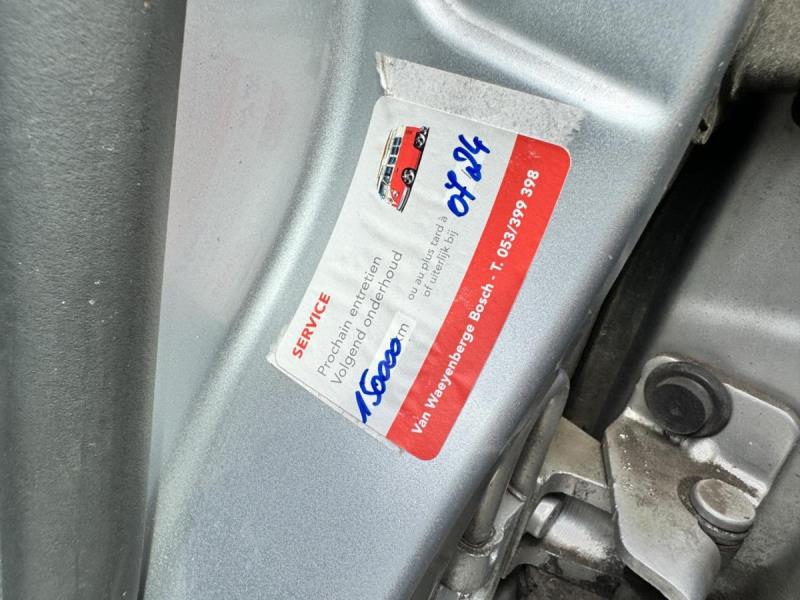 SERVICE
Prochain entretien
Volgend onderhoud
150000 km
ou au plus tard à
of uiterlijk bij
07 24
Van Waeyenberge Bosch - T. 053/399 398